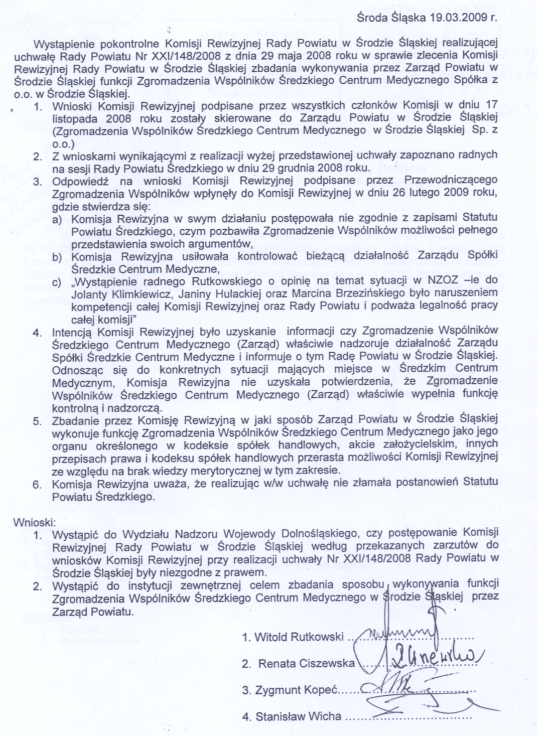 Środa Śląska 19.03.2009 r.
Wystąpienie pokontrolne Komisji Rewizyjnej Rady Powiatu w Środzie Śląskiej realizującej
uchwałę Rady Powiatu Nr XXI/148/2008 z dnia 29 maja 2008 roku w sprawie zlecenia Komisji
Rewizyjnej Rady Powiatu w Środzie Śląskiej zbadania wykonywania przez Zarząd Powiatu w
Środzie Śląskiej funkcji Zgromadzenia Wspólników Średzkiego Centrum Medycznego Spółka z
o.o. w Środzie Śląskiej.
1. Wnioski Komisji Rewizyjnej podpisane przez wszystkich członków Komisji w dniu 17
listopada 2008 roku zostały skierowane do Zarządu Powiatu w Środzie Śląskiej
(Zgromadzenia Wspólników Średzkiego Centrum Medycznego w Środzie Śląskiej Sp. z
o.o.)
2. Z wnioskami wynikającymi z realizacji wyżej przedstawionej uchwały zapoznano radnych
na sesji Rady Powiatu Średzkiego w dniu 29 grudnia 2008 roku.
3. Odpowiedź na wnioski Komisji Rewizyjnej podpisane przez Przewodniczącego
Zgromadzenia Wspólników wpłynęły do Komisji Rewizyjnej w dniu 26 lutego 2009 roku,
gdzie stwierdza się:
a) Komisja Rewizyjna w swym działaniu postępowała nie zgodnie z zapisami Statutu
Powiatu Średzkiego, czym pozbawiła Zgromadzenie Wspólników możliwości pełnego
przedstawienia swoich argumentów,
b) Komisja Rewizyjna usiłowała kontrolować bieżącą działalność Zarządu Spółki
Średzkie Centrum Medyczne,
c) „Wystąpienie radnego Rutkowskiego o opinię na temat sytuacji w NZOZ –ie do
Jolanty Klimkiewicz, Janiny Hulackiej oraz Marcina Brzezińskiego było naruszeniem
kompetencji całej Komisji Rewizyjnej oraz Rady Powiatu i podważa legalność pracy
całej komisji"
4. Intencją Komisji Rewizyjnej było uzyskanie informacji czy Zgromadzenie Wspólników
Średzkiego Centrum Medycznego (Zarząd) właściwie nadzoruje działalność Zarządu
Spółki Średzkie Centrum Medyczne i informuje o tym Radę Powiatu w Środzie Śląskiej.
Odnosząc się do konkretnych sytuacji mających miejsce w Średzkim Centrum
Medycznym, Komisja Rewizyjna nie uzyskała potwierdzenia, że Zgromadzenie
Wspólników Średzkiego Centrum Medycznego (Zarząd) właściwie wypełnia funkcję
kontrolną i nadzorczą.
5. Zbadanie przez Komisję Rewizyjną w jaki sposób Zarząd Powiatu w Środzie Śląskiej
wykonuje funkcję Zgromadzenia Wspólników Średzkiego Centrum Medycznego jako jego
organu określonego w kodeksie spółek handlowych, akcie założycielskim, innych
przepisach prawa i kodeksu spółek handlowych przerasta możliwości Komisji Rewizyjnej
ze względu na brak wiedzy merytorycznej w tym zakresie.
6. Komisja Rewizyjna uważa, że realizując w/w uchwałę nie złamała postanowień Statutu
Powiatu Średzkiego.
Wnioski:
1. Wystąpić do Wydziału Nadzoru Wojewody Dolnośląskiego, czy postępowanie Komisji
Rewizyjnej Rady Powiatu w Środzie Śląskiej według przekazanych zarzutów do
wniosków Komisji Rewizyjnej przy realizacji uchwały Nr XXI/148/2008 Rady Powiatu w
Środzie Śląskiej były niezgodne z prawem.
2. Wystąpić do instytucji zewnętrznej celem zbadania sposobu wykonywania funkcji
Zgromadzenia Wspólników Średzkiego Centrum Medycznego w Środzie Śląskiej przez
Zarząd Powiatu.
1. Witold Rutkowski
2. Renata Ciszewska
3. Zygmunt Kopeć
4. Stanisław Wicha